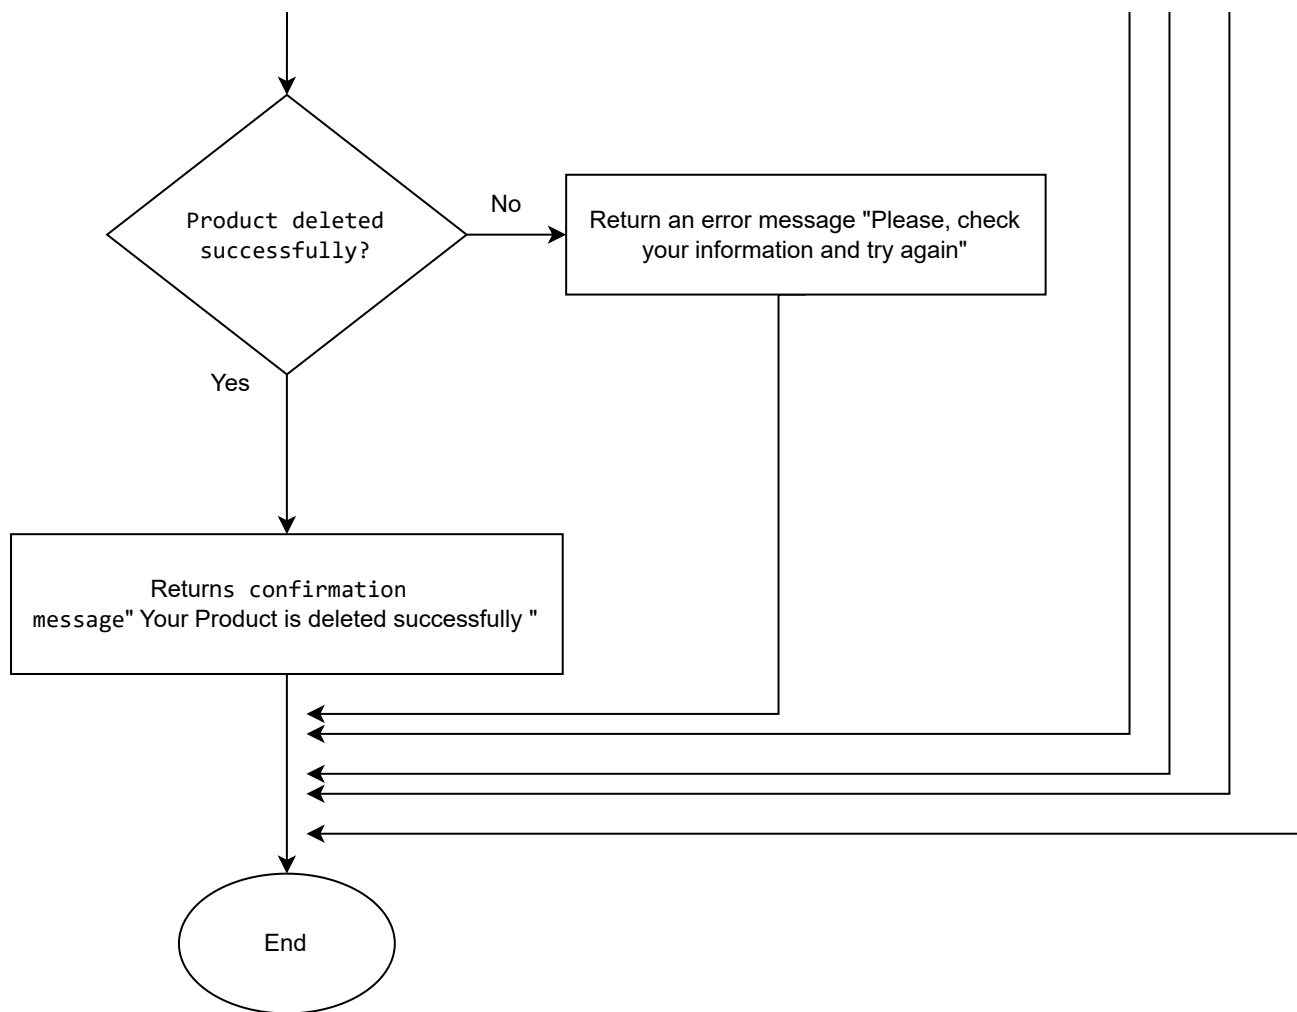 Product deleted
successfully?
No
Return an error message "Please, check
your information and try again"
Yes
Returns confirmation
message" Your Product is deleted successfully "
End